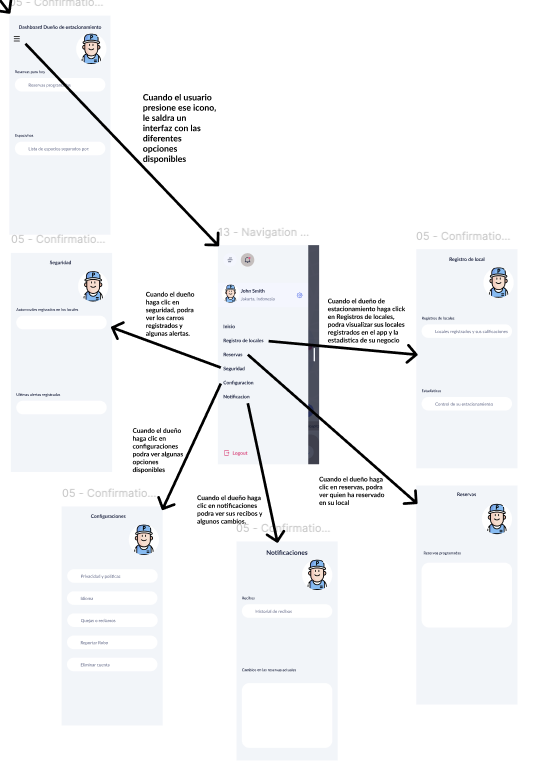 05 - Confirmatio...
Dashboard! Dueño de estacionamiento
Reservas para hoy
Reservas programadas
Espacishos
Lista de espacios separados por
Cuando el usuario
presione ese icono,
le saldra un
interfaz con las
diferentes
opciones
disponibles
05 - Confirmatio...
Seguridad
Automoviles registrados en los locales
Ultimas alertas registradas
Cuando el dueño
haga clic en
seguridad, podra
ver los carros
registrados y
algunas alertas.
13 - Navigation ...
John Smith
Jakarta, Indonesia
Inicio
Registro de locales
Reservas
Seguridad
Configuracion
Notificacion
Logout
Cuando el dueño de
estacionamiento haga click
en Registros de locales,
podra visualizar sus locales
registrados en el app y la
estadistica de su negocio
05 - Confirmatio...
Registro de local
Registros de locales
Locales registrados y sus calificaciones
Estadisticas
Control de su estacionamiento
Cuando el dueño
haga clic en
configuraciones
podra ver algunas
opciones
disponibles
05 - Confirmatio...
Configuraciones
Privacidad y politicas
Idioma
Quejas o reclamos
Reportar Robo
Eliminar cuenta
Cuando el dueño haga
clic en notificaciones
podra ver sus recibos y
algunos cambios.
05 - Confirmatio...
Notificaciones
Recibos
Historial de recibos
Cambios en las reservas actuales
Cuando el dueño haga
clic en reservas, podra
ver quien ha reservado
en su local
Reservas
Reservas programadas